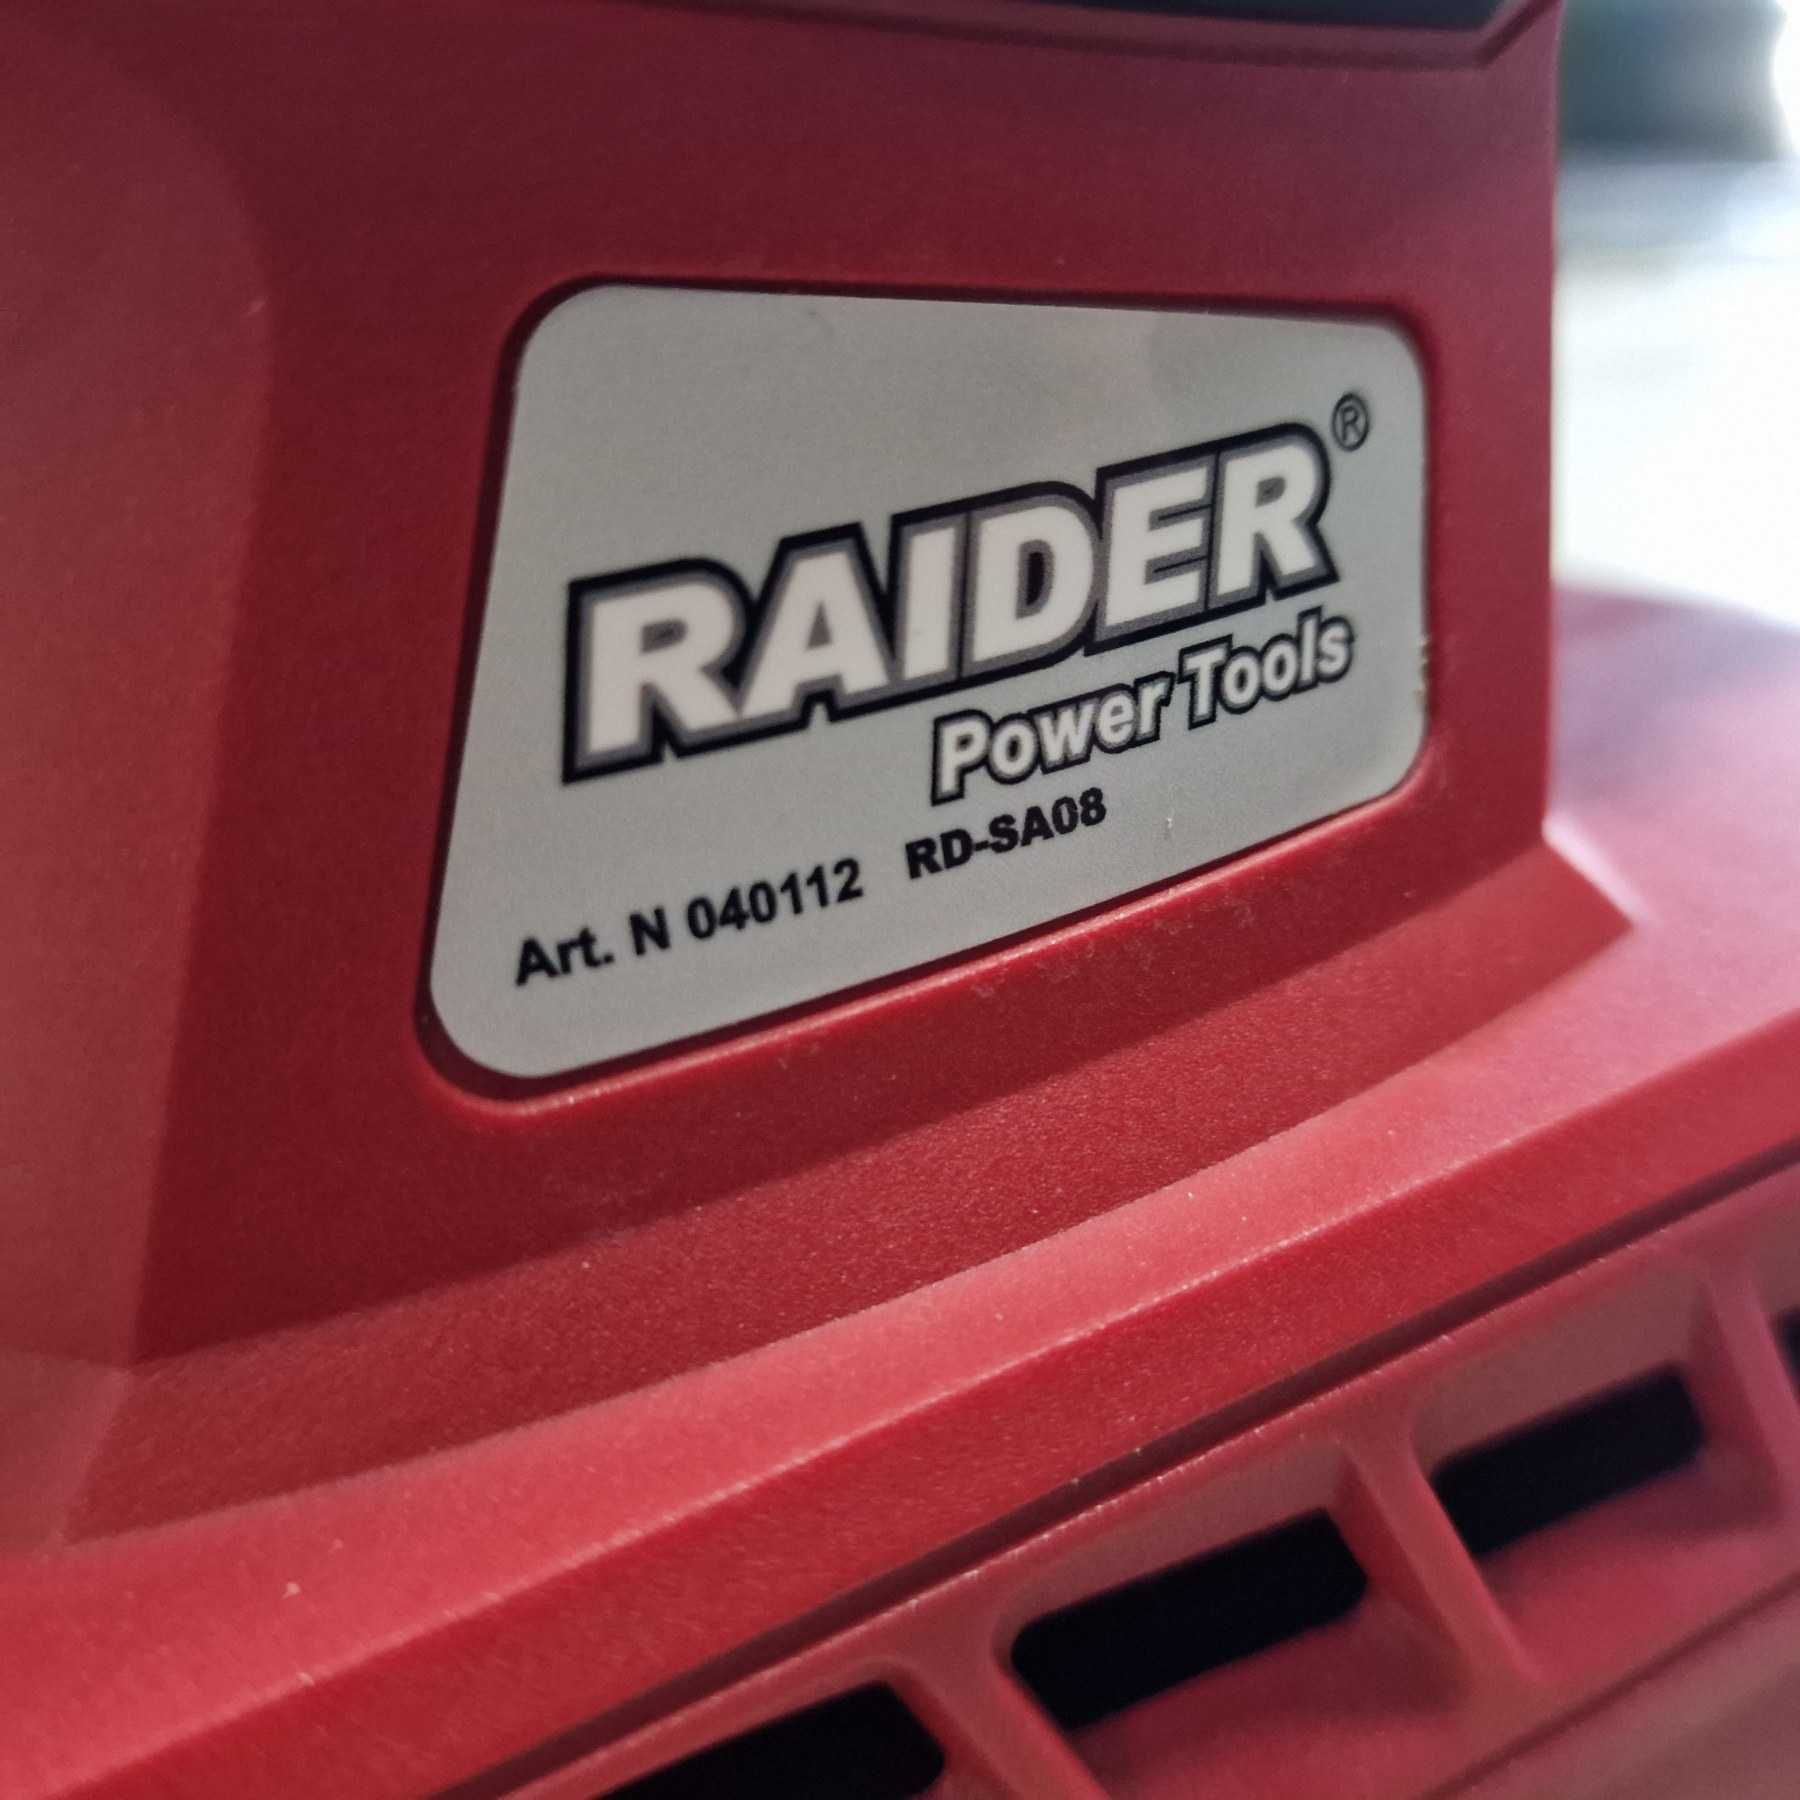 RAIDER®
Power Tools
Art. N 040112 RD-SA08